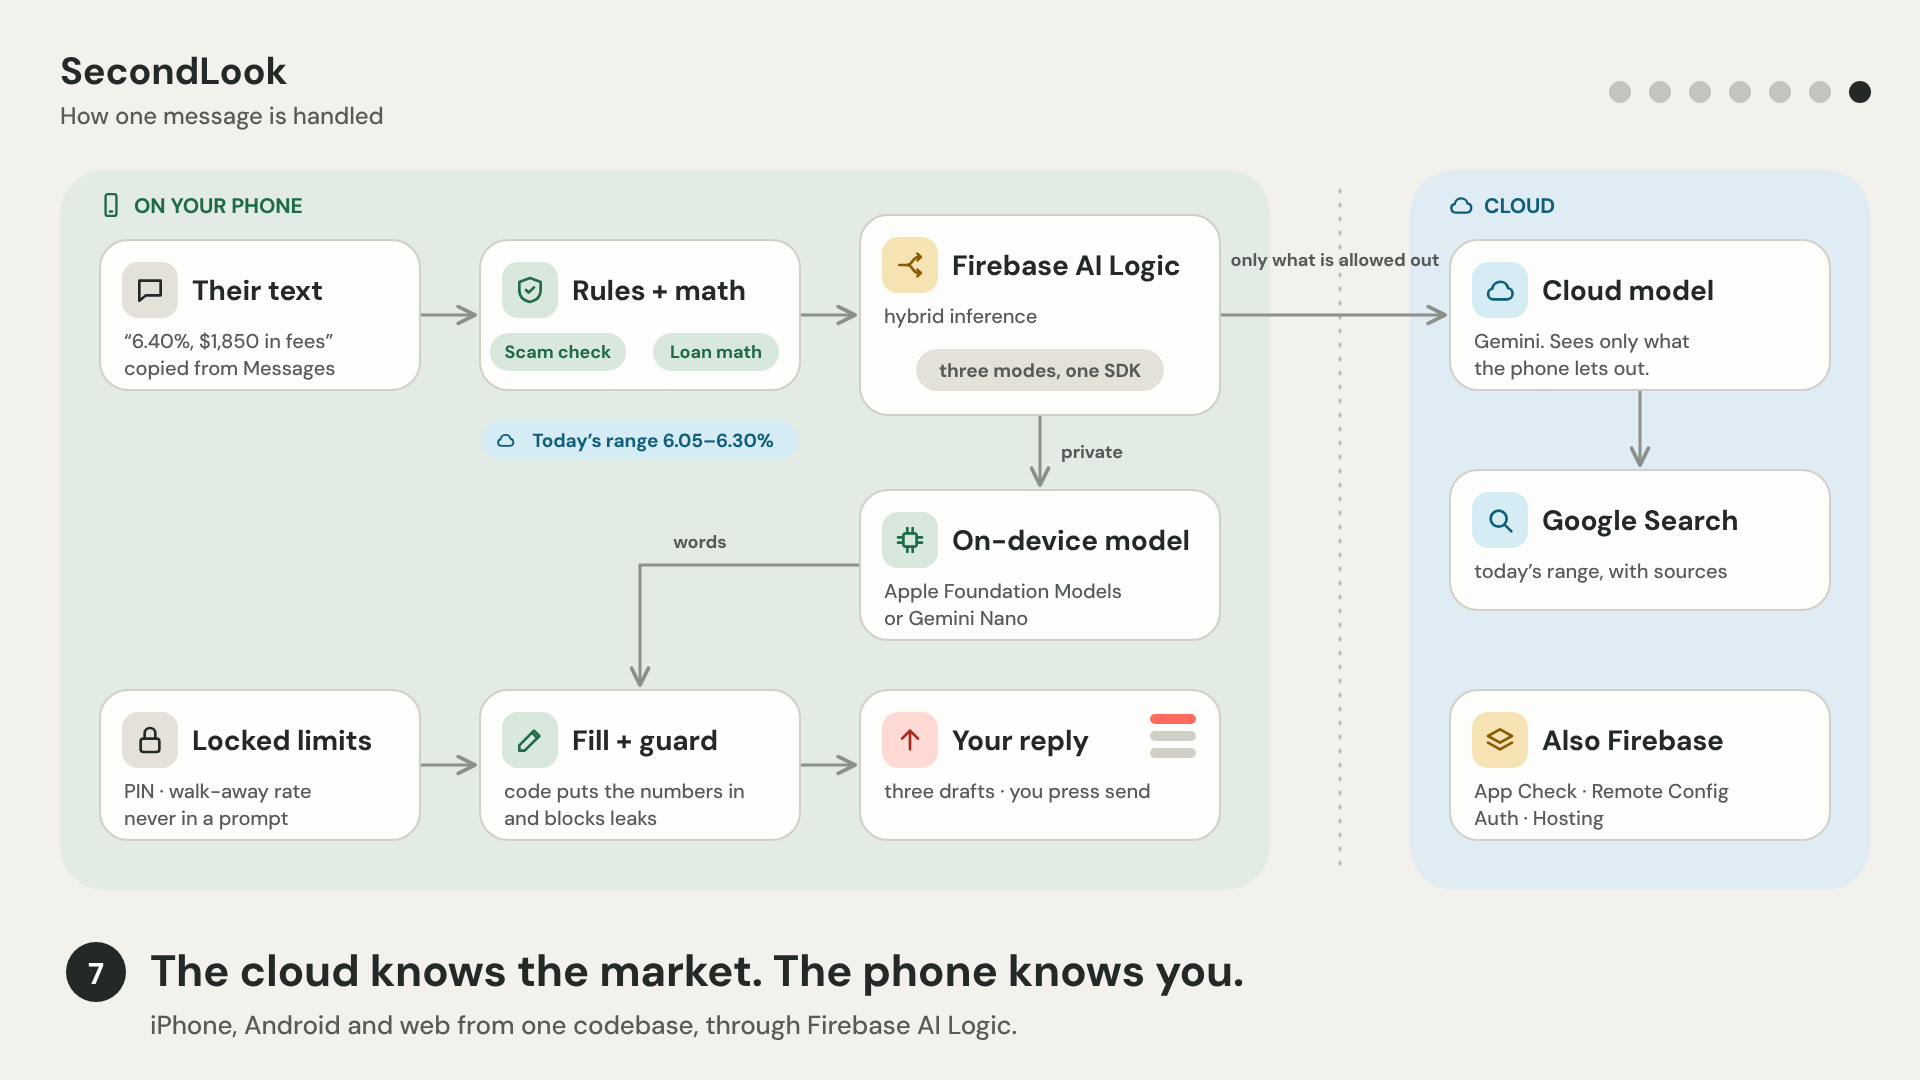 SecondLook
How one message is handled
ON YOUR PHONE
Their text
“6.40%, $1,850 in fees”
copied from Messages
Rules + math
Scam check
Loan math
Today’s range 6.05–6.30%
Firebase AI Logic
hybrid inference
three modes, one SDK
only what is allowed out
private
On-device model
Apple Foundation Models
or Gemini Nano
words
Locked limits
PIN · walk-away rate
never in a prompt
Fill + guard
code puts the numbers in
and blocks leaks
Your reply
three drafts · you press send
CLOUD
Cloud model
Gemini. Sees only what
the phone lets out.
Google Search
today’s range, with sources
Also Firebase
App Check · Remote Config
Auth · Hosting
7
The cloud knows the market. The phone knows you.
iPhone, Android and web from one codebase, through Firebase AI Logic.